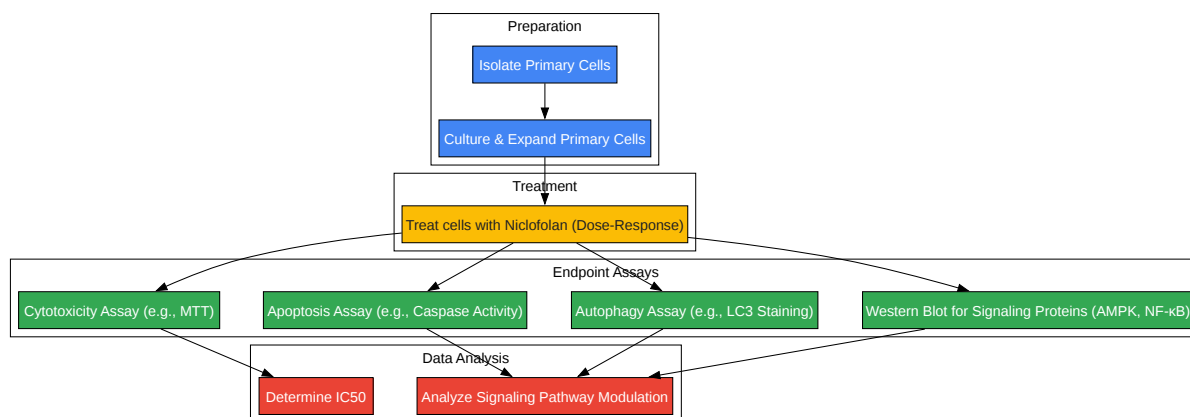 Preparation
Isolate Primary Cells
Culture & Expand Primary Cells
Treatment
Treat cells with Niclofolan (Dose-Response)
Endpoint Assays
Cytotoxicity Assay (e.g., MTT)
Apoptosis Assay (e.g., Caspase Activity)
Autophagy Assay (e.g., LC3 Staining)
Western Blot for Signaling Proteins (AMPK, NF-κB)
Data Analysis
Determine IC50
Analyze Signaling Pathway Modulation